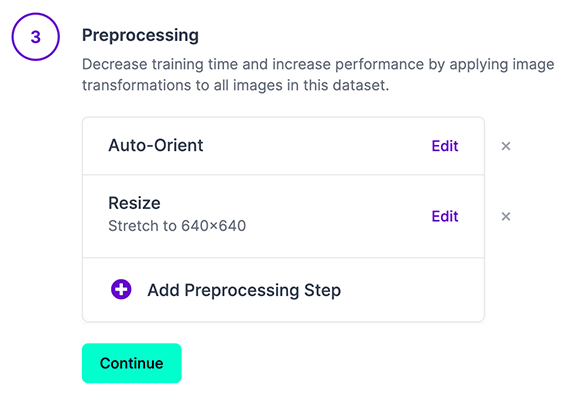 3
Preprocessing
Decrease training time and increase performance by applying image
transformations to all images in this dataset.
Auto-Orient
Edit
×
Resize
Stretch to 640×640
Edit
×
Add Preprocessing Step
Continue